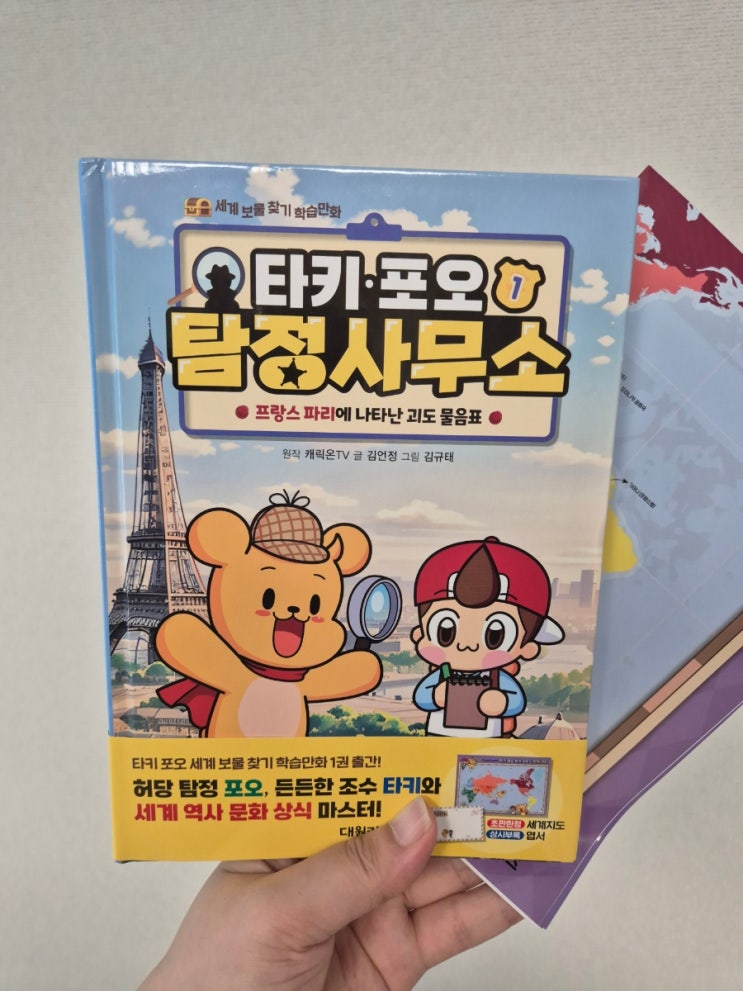 세계 보물 찾기 학습만화
타키·포오 1
탐정사무소
프랑스 파리에 나타난 괴도 물음표
원작 캐릭온TV 글 김언정 그림 김규태
타키 포오 세계 보물 찾기 학습만화 1권 출간!
허당 탐정 포오, 든든한 조수 타키와
세계 역사 문화 상식 마스터!
대원
초판한정 세계지도
상시부록 엽서